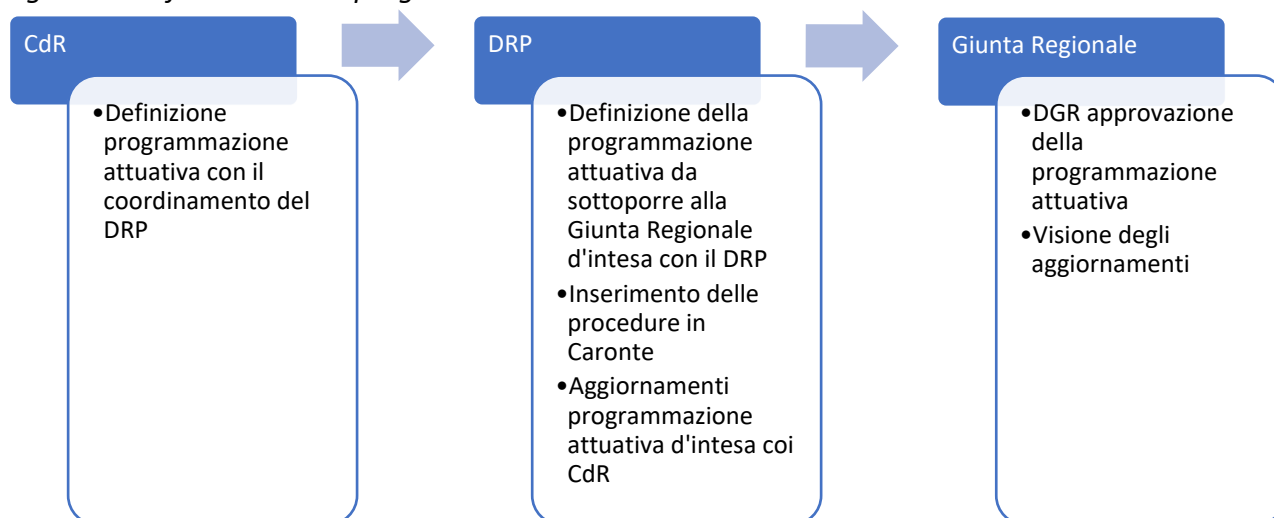 CdR
•Definizione
programmazione
attuativa con il
coordinamento del
DRP
DRP
•Definizione della
programmazione
attuativa da
sottoporre alla
Giunta Regionale
d'intesa con il DRP
•Inserimento delle
procedure in
Caronte
•Aggiornamenti
programmazione
attuativa d'intesa coi
CdR
Giunta Regionale
•DGR approvazione
della
programmazione
attuativa
•Visione degli
aggiornamenti